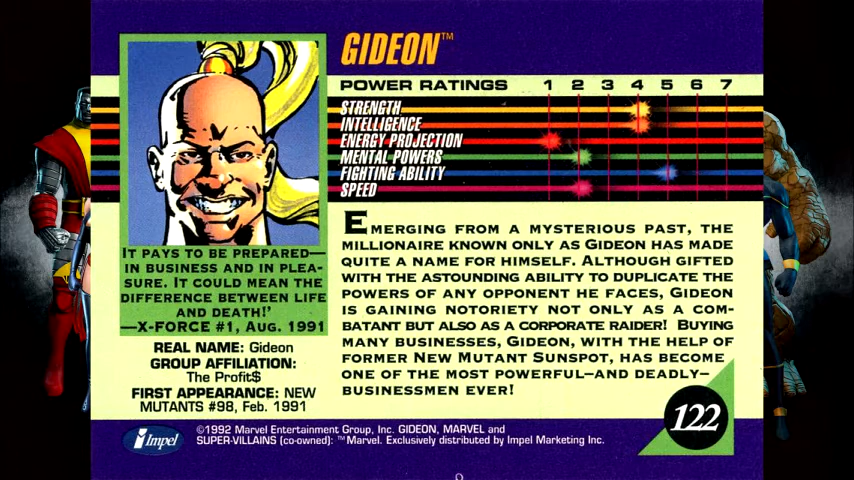 GIDEON™
POWER RATINGS 1 2 3 4 5 6 7
STRENGTH
INTELLIGENCE
ENERGY PROJECTION
MENTAL POWERS
FIGHTING ABILITY
SPEED
IT PAYS TO BE PREPARED—
IN BUSINESS AND IN PLEA-
SURE. IT COULD MEAN THE
DIFFERENCE BETWEEN LIFE
AND DEATH!'
—X-FORCE #1, AUG. 1991
REAL NAME: Gideon
GROUP AFFILIATION:
The Profit$
FIRST APPEARANCE: NEW
MUTANTS #98, Feb. 1991
EMERGING FROM A MYSTERIOUS PAST, THE
MILLIONAIRE KNOWN ONLY AS GIDEON HAS MADE
QUITE A NAME FOR HIMSELF. ALTHOUGH GIFTED
WITH THE ASTOUNDING ABILITY TO DUPLICATE THE
POWERS OF ANY OPPONENT HE FACES, GIDEON
IS GAINING NOTORIETY NOT ONLY AS A COM-
BATANT BUT ALSO AS A CORPORATE RAIDER! BUYING
MANY BUSINESSES, GIDEON, WITH THE HELP OF
FORMER NEW MUTANT SUNSPOT, HAS BECOME
ONE OF THE MOST POWERFUL—AND DEADLY—
BUSINESSMEN EVER!
122
Impel
©1992 Marvel Entertainment Group, Inc. GIDEON, MARVEL and
SUPER-VILLAINS (co-owned): ™Marvel. Exclusively distributed by Impel Marketing Inc.